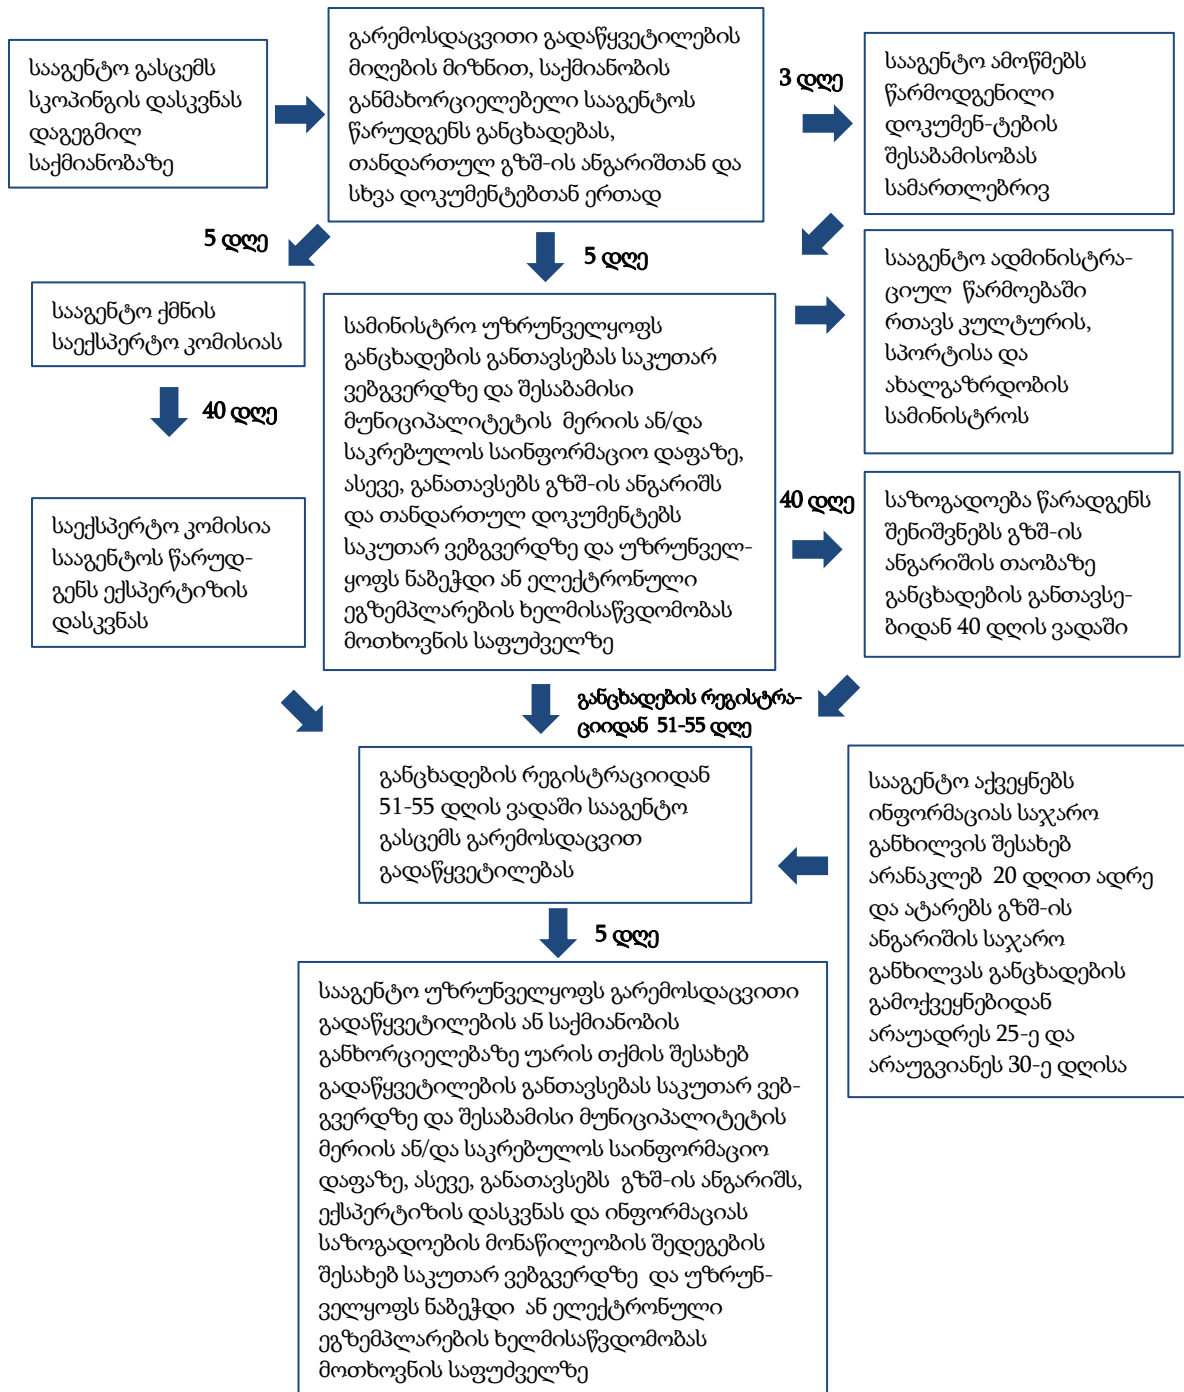 სააგენტო გასცემს
სკოპინგის დასკვნას
დაგეგმილ
საქმიანობაზე
გარემოსდაცვითი გადაწყვეტილების
მიღების მიზნით, საქმიანობის
განმახორციელებელი სააგენტოს
წარუდგენს განცხადებას,
თანდართულ გზშ-ის ანგარიშთან და
სხვა დოკუმენტებთან ერთად
3 დღე
სააგენტო ამოწმებს
წარმოდგენილი
დოკუმენ-ტების
შესაბამისობას
სამართლებრივ
5 დღე
5 დღე
სააგენტო ადმინისტრა-
ციულ წარმოებაში
რთავს კულტურის,
სპორტისა და
ახალგაზრდობის
სამინისტროს
სააგენტო ქმნის
საექსპერტო კომისიას
40 დღე
სამინისტრო უზრუნველყოფს
განცხადების განთავსებას საკუთარ
ვებგვერდზე და შესაბამისი
მუნიციპალიტეტის მერიის ან/და
საკრებულოს საინფორმაციო დაფაზე,
ასევე, განათავსებს გზშ-ის ანგარიშს
და თანდართულ დოკუმენტებს
საკუთარ ვებგვერდზე და უზრუნველ-
ყოფს ნაბეჭდი ან ელექტრონული
ეგზემპლარების ხელმისაწვდომობას
მოთხოვნის საფუძველზე
40 დღე
საზოგადოება წარადგენს
შენიშვნებს გზშ-ის
ანგარიშის თაობაზე
განცხადების განთავსე-
ბიდან 40 დღის ვადაში
საექსპერტო კომისია
სააგენტოს წარუდ-
გენს ექსპერტიზის
დასკვნას
განცხადების რეგისტრა-
ციიდან 51-55 დღე
განცხადების რეგისტრაციიდან
51-55 დღის ვადაში სააგენტო
გასცემს გარემოსდაცვით
გადაწყვეტილებას
სააგენტო აქვეყნებს
ინფორმაციას საჯარო
განხილვის შესახებ
არანაკლებ 20 დღით ადრე
და ატარებს გზშ-ის
ანგარიშის საჯარო
განხილვას განცხადების
გამოქვეყნებიდან
არაუადრეს 25-ე და
არაუგვიანეს 30-ე დღისა
5 დღე
სააგენტო უზრუნველყოფს გარემოსდაცვითი
გადაწყვეტილების ან საქმიანობის
განხორციელებაზე უარის თქმის შესახებ
გადაწყვეტილების განთავსებას საკუთარ ვებ-
გვერდზე და შესაბამისი მუნიციპალიტეტის
მერიის ან/და საკრებულოს საინფორმაციო
დაფაზე, ასევე, განათავსებს გზშ-ის ანგარიშს,
ექსპერტიზის დასკვნას და ინფორმაციას
საზოგადოების მონაწილეობის შედეგების
შესახებ საკუთარ ვებგვერდზე და უზრუნ-
ველყოფს ნაბეჭდი ან ელექტრონული
ეგზემპლარების ხელმისაწვდომობას
მოთხოვნის საფუძველზე